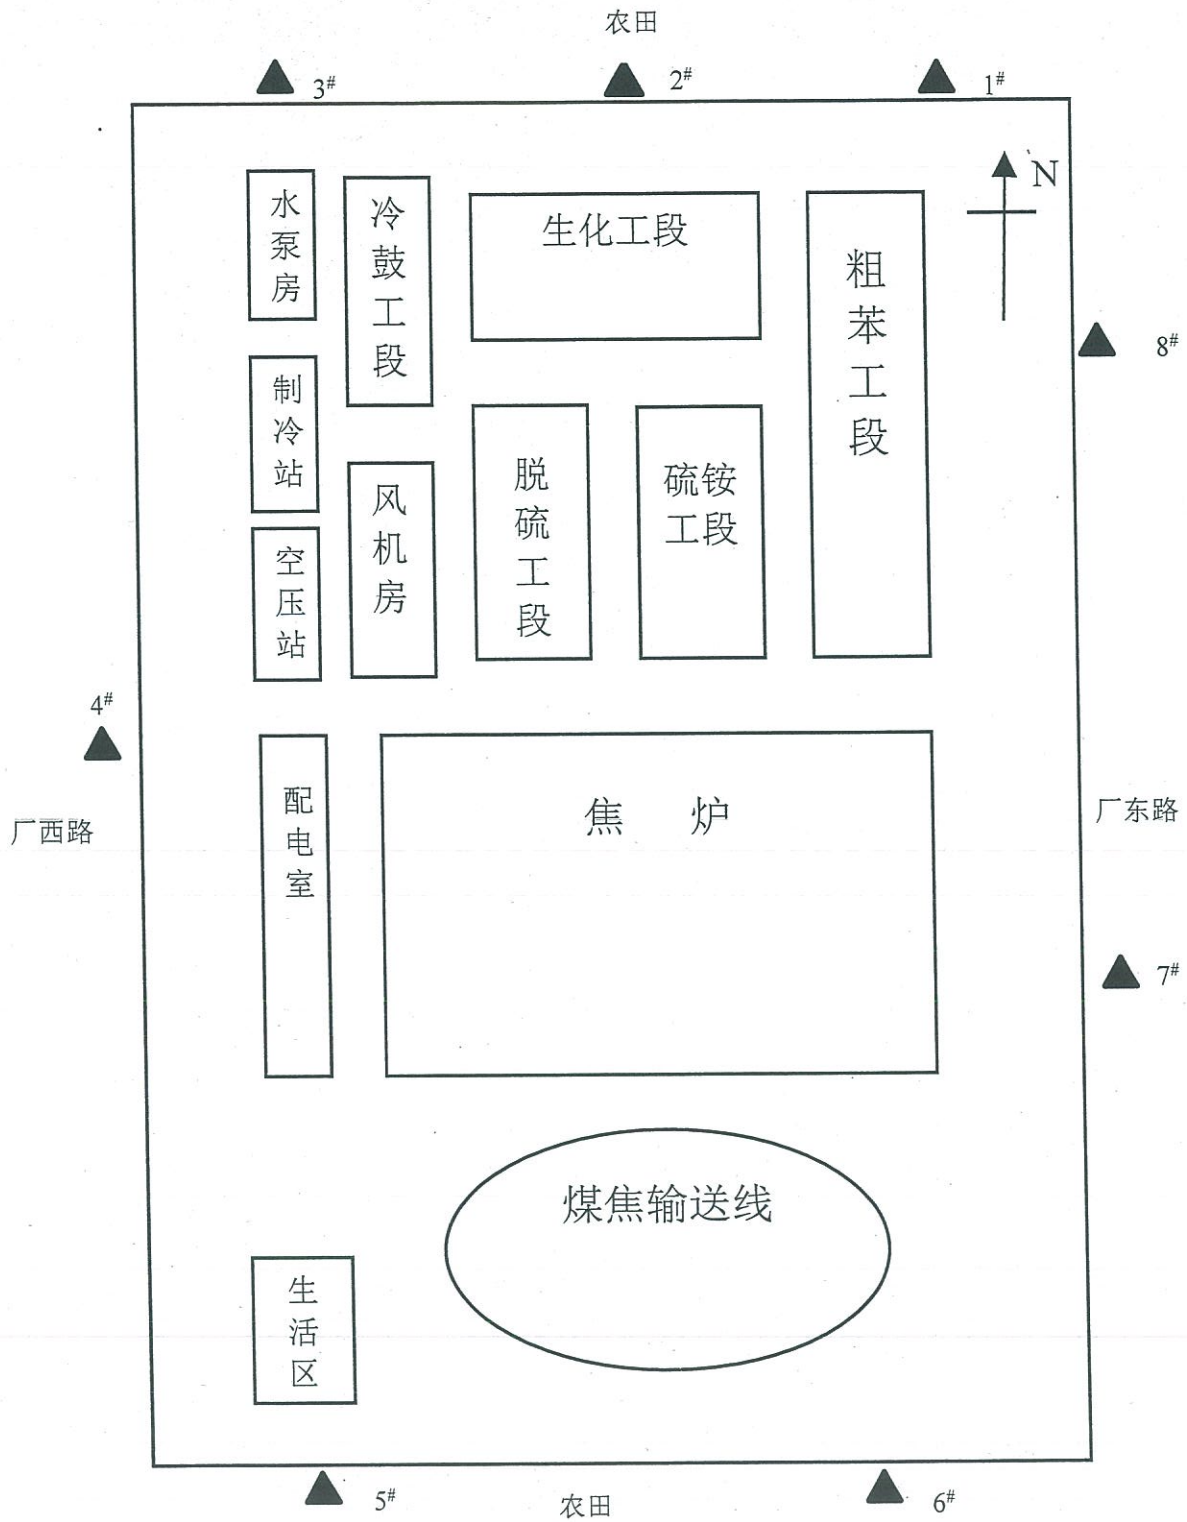 农田
3#
2#
1#
N
水泵房
冷鼓工段
生化工段
粗苯工段
8#
制冷站
风机房
脱硫工段
硫铵
工段
空压站
4#
厂西路
配电室
焦 炉
厂东路
7#
煤焦输送线
生活区
5#
农田
6#